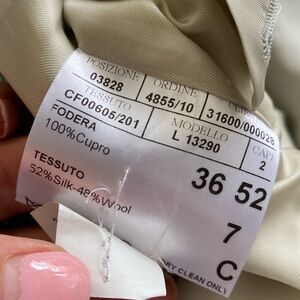 POSIZIONE ORDINE
03828 4855/10 31600/000028
TESSUTO MODELLO CAPI
CF00605/201 L 13290 2
FODERA
100%Cupro
36 52
TESSUTO
52%Silk-48%Wool
7
C
DRY CLEAN ONLY